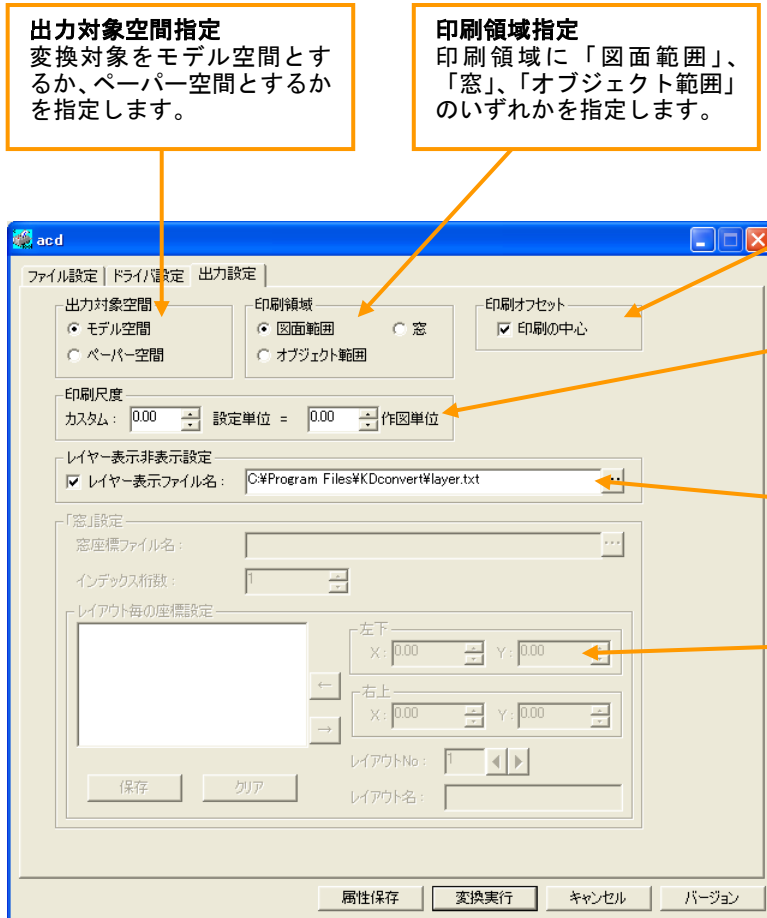 出力対象空間指定
変換対象をモデル空間とす
るか、ペーパー空間とするか
を指定します。
印刷領域指定
印刷領域に「図面範囲」、
「窓」、「オブジェクト範囲」
のいずれかを指定します。
acd
ファイル設定 ドライバ設定 出力設定
出力対象空間
モデル空間
ペーパー空間
印刷領域
図面範囲 窓
オブジェクト範囲
印刷オフセット
印刷の中心
印刷尺度
カスタム： 0.00 設定単位 = 0.00 作図単位
レイヤー表示非表示設定
レイヤー表示ファイル名： C:¥Program Files¥KDconvert¥layer.txt ...
「窓」設定
窓座標ファイル名： ...
インデックス桁数： 1
レイアウト毎の座標設定
左下
X： 0.00 Y： 0.00
←
右上
X： 0.00 Y： 0.00
→
レイアウトNo： 1
保存 クリア
レイアウト名：
属性保存 変換実行 キャンセル バージョン